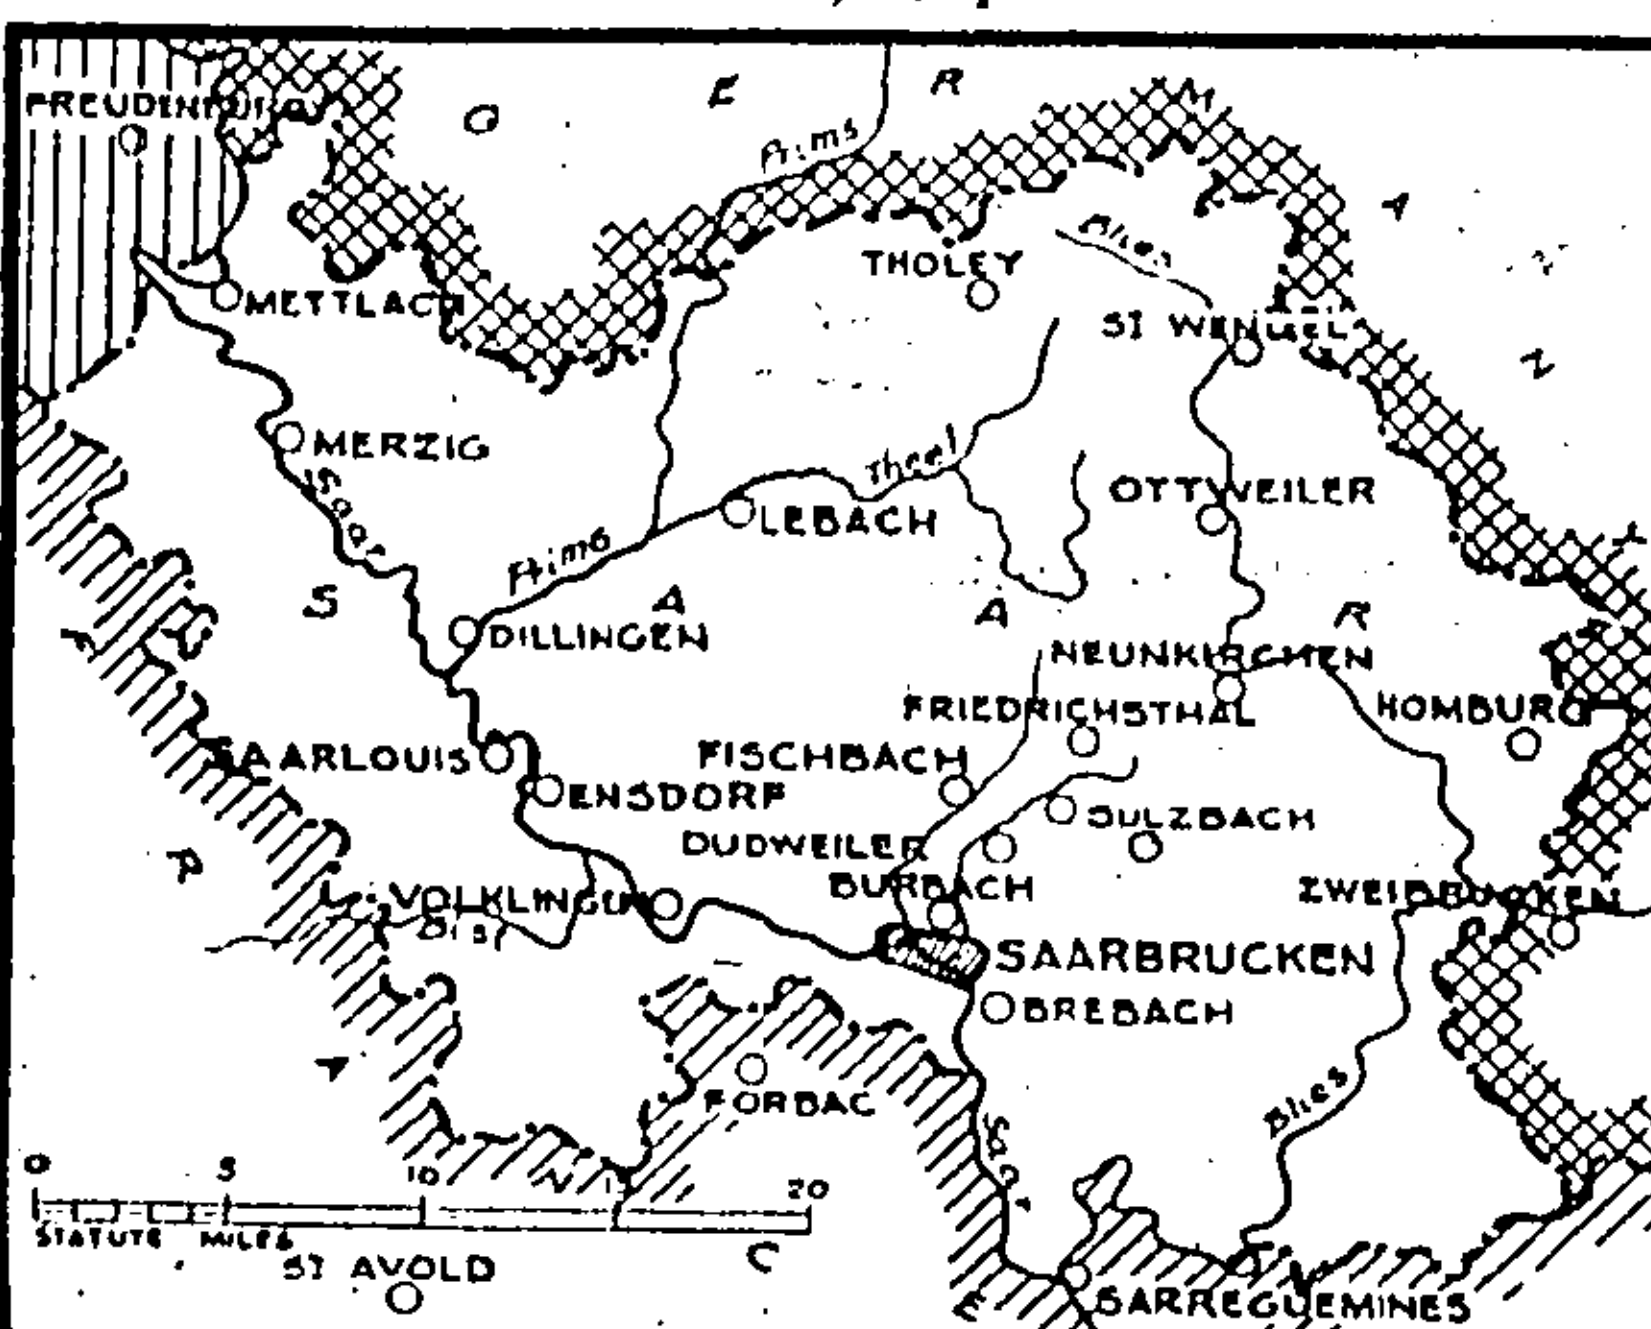 O E R M A N Y
FREUDENBURG
Prims
THOLEY
Blies
METTLACH
ST WENDEL
MERZIG
Saar
Theel
LEBACH
OTTWEILER
Prims
S A A R
DILLINGEN
NEUNKIRCHEN
FRIEDRICHSTHAL
HOMBURG
SAARLOUIS
FISCHBACH
ENSDORF
SULZBACH
DUDWEILER
BURBACH
VOLKLINGEN
ZWEIBRUCKEN
Bist
SAARBRUCKEN
BREBACH
FORBAC
Blies
Saar
0 5 10 15 20
STATUTE MILES
ST AVOLD
F R A N C E
SARREGUEMINES